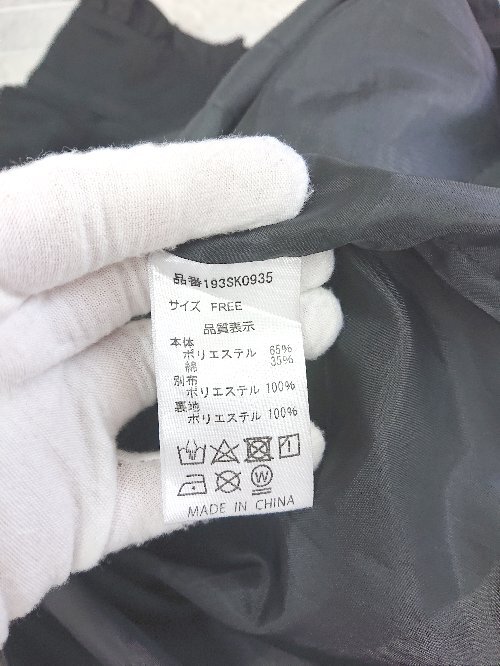 品番193SK0935
サイズ FREE
品質表示
本体
ポリエステル 65%
綿 35%
別布
ポリエステル 100%
裏地
ポリエステル 100%
W
MADE IN CHINA